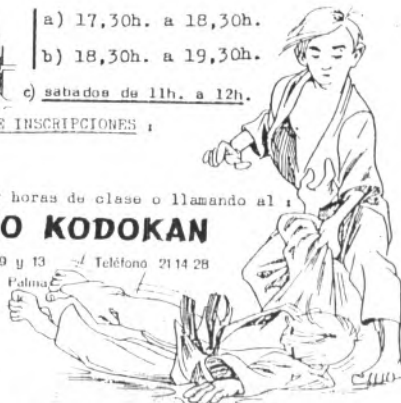 a) 17,30h. a 18,30h.
b) 18,30h. a 19,30h.
c) sabados de 11h. a 12h.
E INSCRIPCIONES :
horas de clase o llamando al :
O KODOKAN
9 y 13 Teléfono 21 14 28
Palma